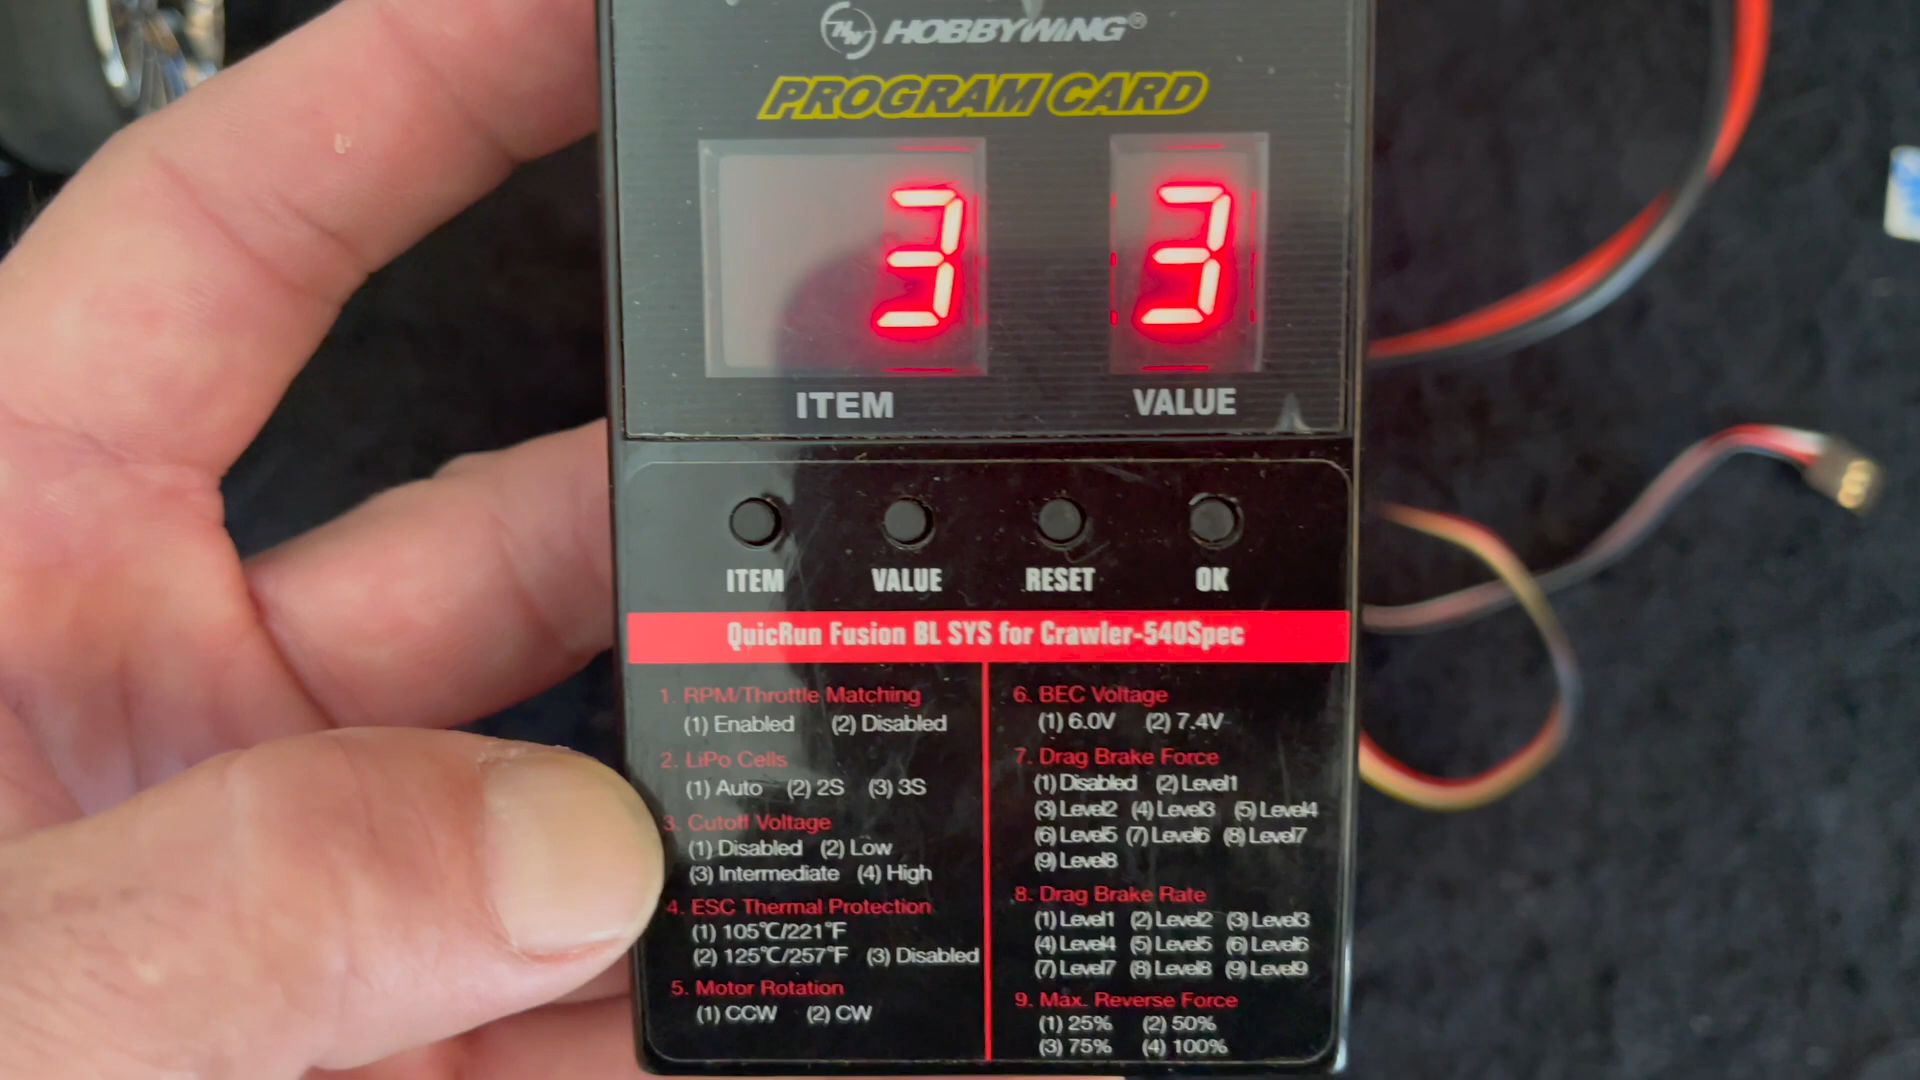 HW HOBBYWING®
PROGRAM CARD
3 3
ITEM VALUE
ITEM VALUE RESET OK
QuicRun Fusion BL SYS for Crawler-540Spec
1. RPM/Throttle Matching
(1) Enabled (2) Disabled
2. LiPo Cells
(1) Auto (2) 2S (3) 3S
3. Cutoff Voltage
(1) Disabled (2) Low
(3) Intermediate (4) High
4. ESC Thermal Protection
(1) 105℃/221℉
(2) 125℃/257℉ (3) Disabled
5. Motor Rotation
(1) CCW (2) CW
6. BEC Voltage
(1) 6.0V (2) 7.4V
7. Drag Brake Force
(1) Disabled (2) Level1
(3) Level2 (4) Level3 (5) Level4
(6) Level5 (7) Level6 (8) Level7
(9) Level8
8. Drag Brake Rate
(1) Level1 (2) Level2 (3) Level3
(4) Level4 (5) Level5 (6) Level6
(7) Level7 (8) Level8 (9) Level9
9. Max. Reverse Force
(1) 25% (2) 50%
(3) 75% (4) 100%